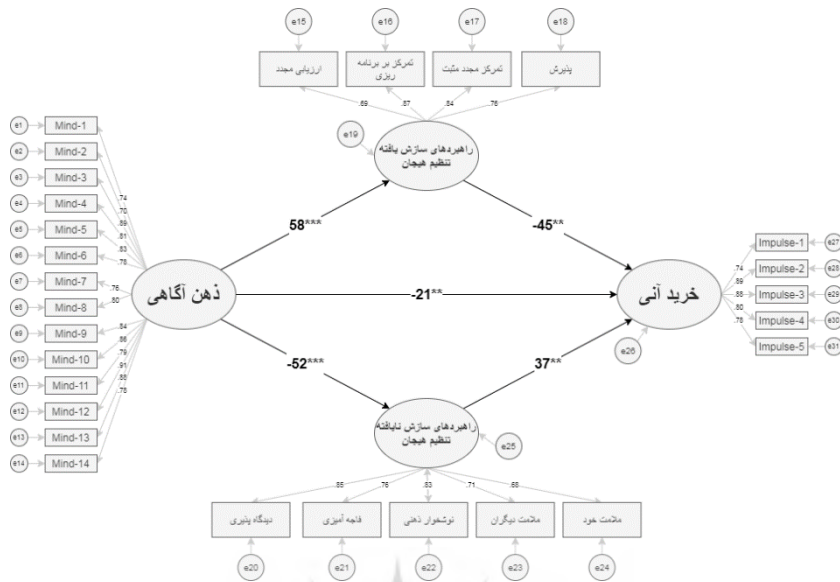 e15
e16
e17
e18
ارزیابی مجدد
تمرکز بر برنامه
ریزی
تمرکز مجدد مثبت
پذیرش
.69
.87
.84
.76
e19
راهبردهای سازش یافته
تنظیم هیجان
e1
Mind-1
e2
Mind-2
e3
Mind-3
e4
Mind-4
e5
Mind-5
e6
Mind-6
e7
Mind-7
e8
Mind-8
e9
Mind-9
e10
Mind-10
e11
Mind-11
e12
Mind-12
e13
Mind-13
e14
Mind-14
.74
.70
.89
.81
.83
.78
.76
.80
.84
.86
.79
.91
.88
.78
ذهن آگاهی
58***
-45**
-21**
-52***
37**
خرید آنی
e26
Impulse-1
e27
Impulse-2
e28
Impulse-3
e29
Impulse-4
e30
Impulse-5
e31
.74
.89
.88
.80
.78
راهبردهای سازش نایافته
تنظیم هیجان
e25
.85
.76
.83
.71
.68
دیدگاه پذیری
فاجعه آمیزی
نوشخوار ذهنی
ملامت دیگران
ملامت خود
e20
e21
e22
e23
e24